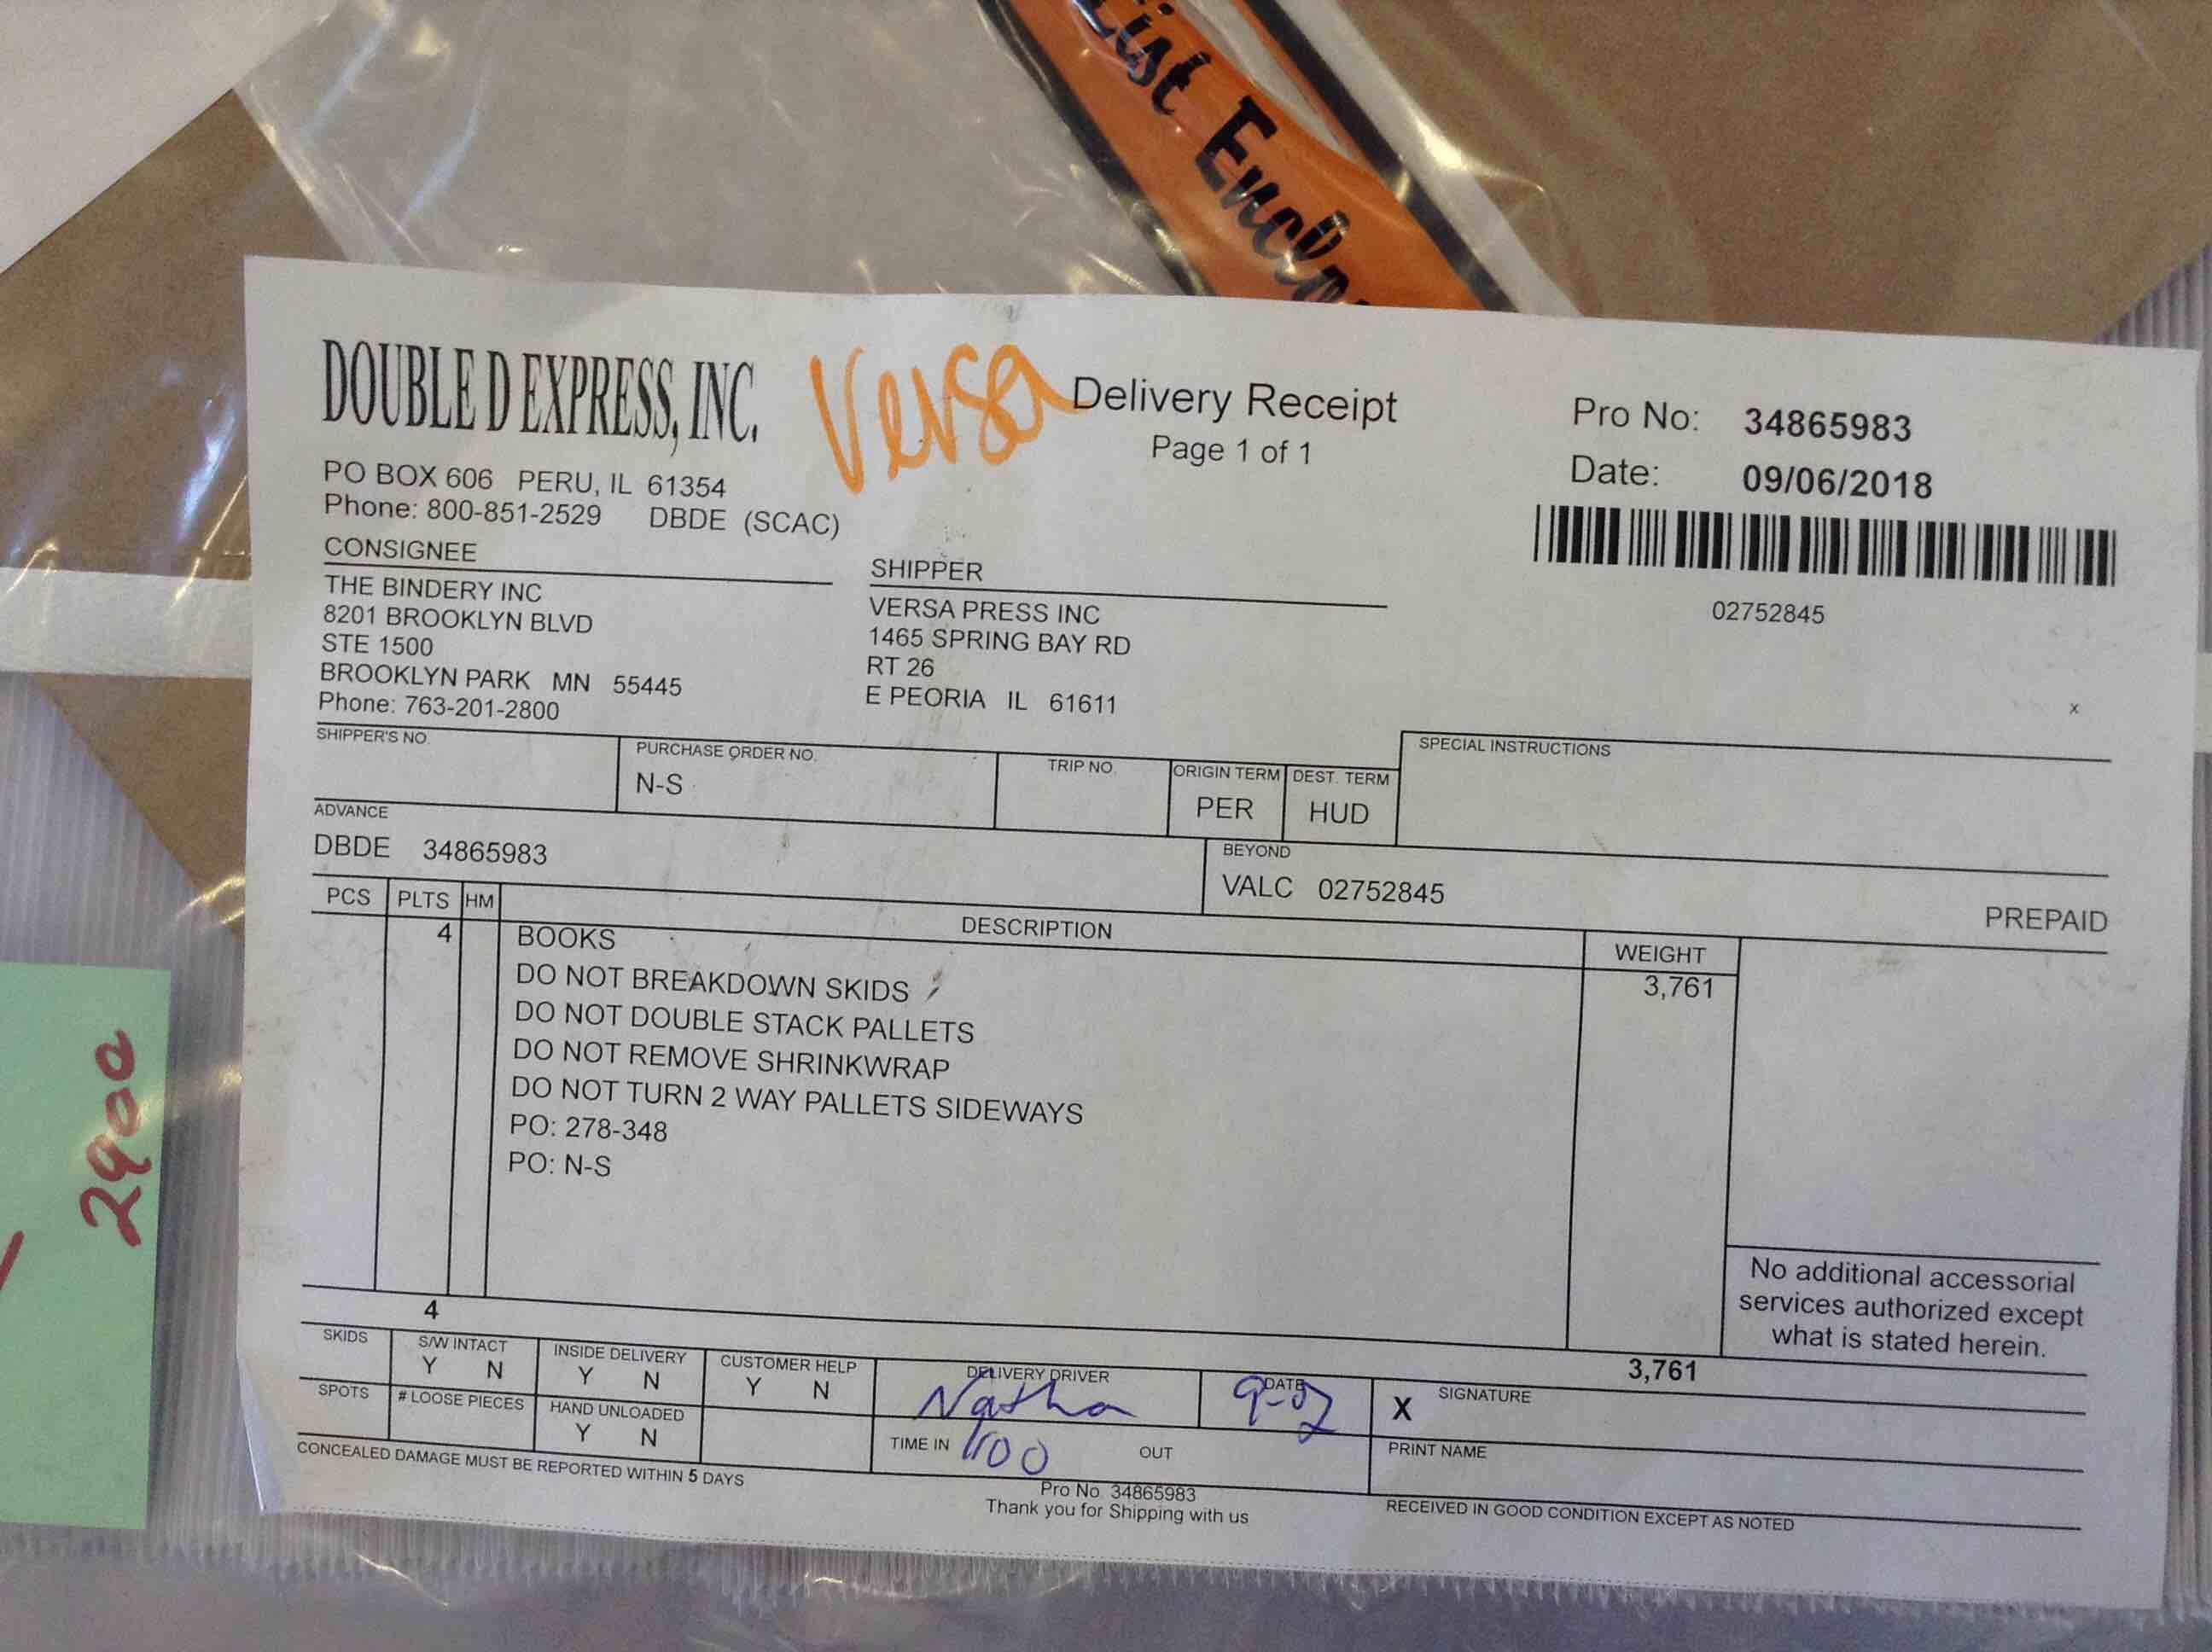 List Enclo
DOUBLE D EXPRESS, INC.
Versa
Delivery Receipt
Page 1 of 1
Pro No: 34865983
Date: 09/06/2018
02752845
PO BOX 606 PERU, IL 61354
Phone: 800-851-2529 DBDE (SCAC)
CONSIGNEE
THE BINDERY INC
8201 BROOKLYN BLVD
STE 1500
BROOKLYN PARK MN 55445
Phone: 763-201-2800
SHIPPER
VERSA PRESS INC
1465 SPRING BAY RD
RT 26
E PEORIA IL 61611
x
SHIPPER'S NO.
PURCHASE ORDER NO.
N-S
TRIP NO.
ORIGIN TERM
PER
DEST. TERM
HUD
SPECIAL INSTRUCTIONS
ADVANCE
DBDE 34865983
BEYOND
VALC 02752845
PREPAID
PCS PLTS HM DESCRIPTION WEIGHT
4 BOOKS 3,761
DO NOT BREAKDOWN SKIDS
DO NOT DOUBLE STACK PALLETS
DO NOT REMOVE SHRINKWRAP
DO NOT TURN 2 WAY PALLETS SIDEWAYS
PO: 278-348
PO: N-S
No additional accessorial
services authorized except
what is stated herein.
4 3,761
SKIDS
S/W INTACT
Y N
INSIDE DELIVERY
Y N
CUSTOMER HELP
Y N
DELIVERY DRIVER
Natha
DATE
X SIGNATURE
SPOTS
# LOOSE PIECES
HAND UNLOADED
Y N
TIME IN 100 OUT
PRINT NAME
CONCEALED DAMAGE MUST BE REPORTED WITHIN 5 DAYS
Pro No. 34865983
Thank you for Shipping with us
RECEIVED IN GOOD CONDITION EXCEPT AS NOTED
2900